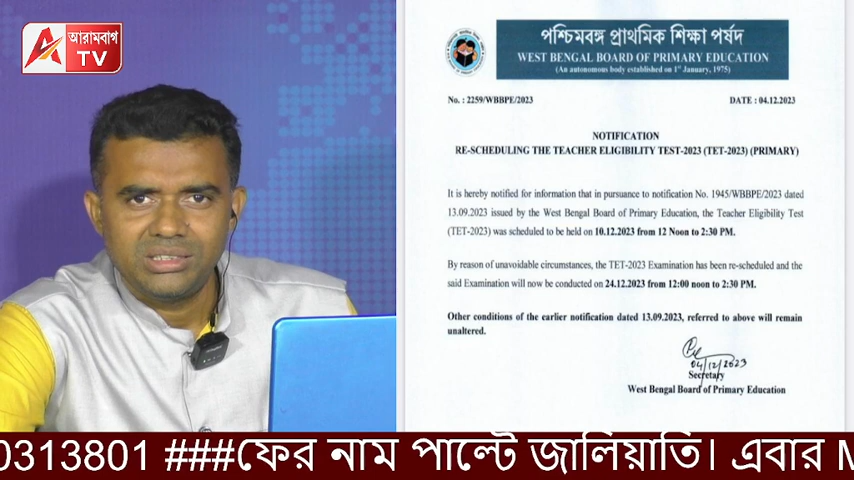 আরামবাগ
TV
পশ্চিমবঙ্গ প্রাথমিক শিক্ষা পর্ষদ
WEST BENGAL BOARD OF PRIMARY EDUCATION
(An autonomous body established on 1st January, 1975)
No. : 2259/WBBPE/2023 DATE : 04.12.2023
NOTIFICATION
RE-SCHEDULING THE TEACHER ELIGIBILITY TEST-2023 (TET-2023) (PRIMARY)
It is hereby notified for information that in pursuance to notification No. 1945/WBBPE/2023 dated
13.09.2023 issued by the West Bengal Board of Primary Education, the Teacher Eligibility Test
(TET-2023) was scheduled to be held on 10.12.2023 from 12 Noon to 2:30 PM.
By reason of unavoidable circumstances, the TET-2023 Examination has been re-scheduled and the
said Examination will now be conducted on 24.12.2023 from 12:00 noon to 2:30 PM.
Other conditions of the earlier notification dated 13.09.2023, referred to above will remain
unaltered.
04/12/2023
Secretary
West Bengal Board of Primary Education
0313801 ###ফের নাম পাল্টে জালিয়াতি। এবার M